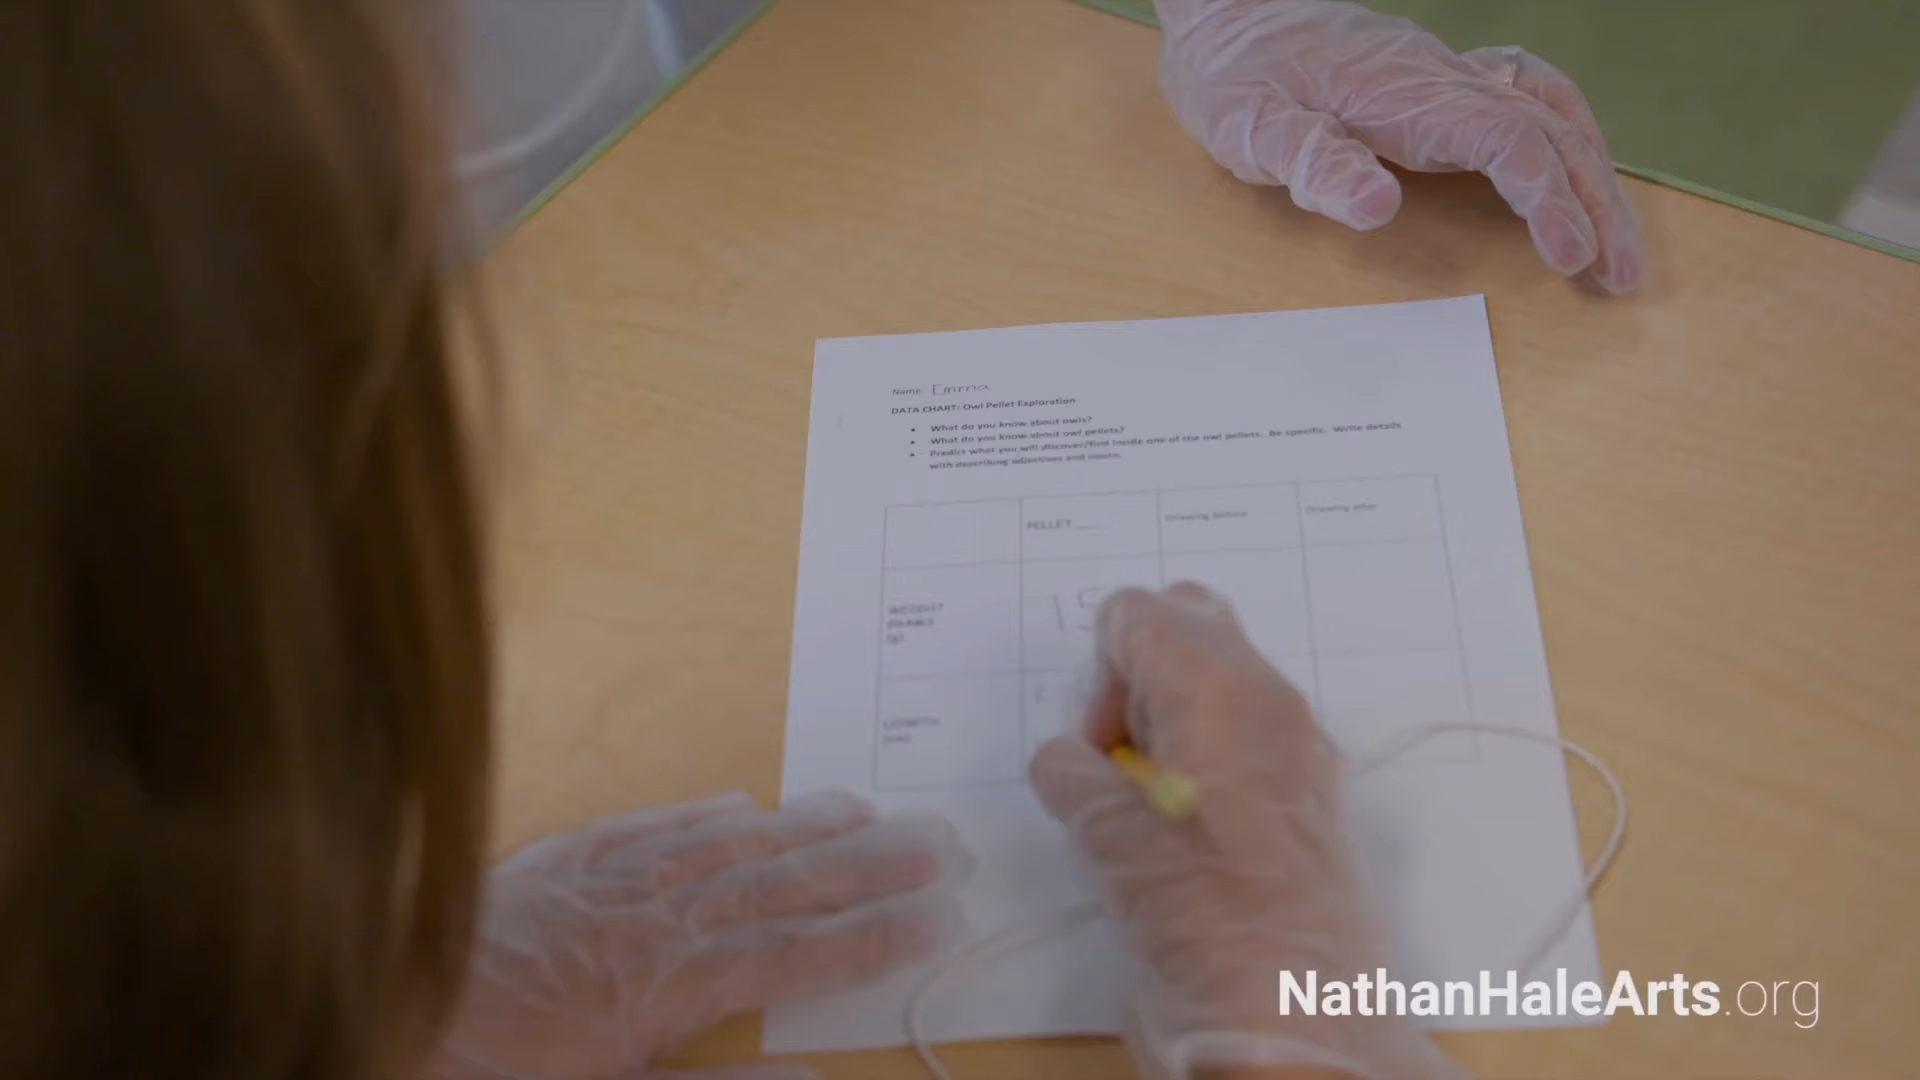 Name: Emma
DATA CHART: Owl Pellet Exploration
• What do you know about owls?
• What do you know about owl pellets?
• Predict what you will discover/find inside one of the owl pellets. Be specific. Write details
with describing adjectives and nouns.
PELLET ____ Drawing before Drawing after
WEIGHT
GRAMS
(g)
LENGTH
NathanHaleArts.org